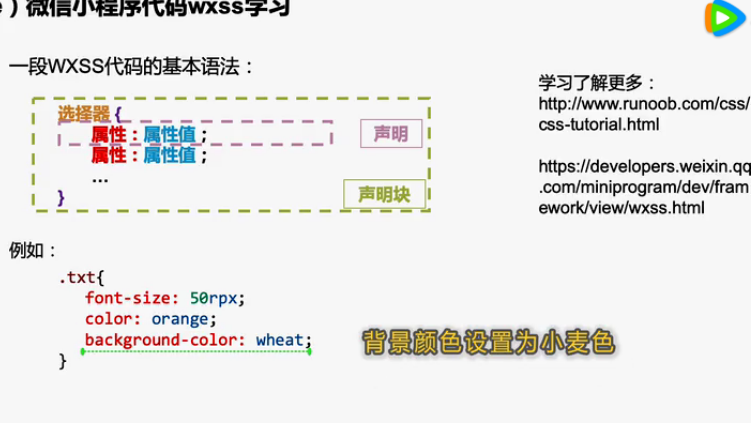 e）微信小程序代码wxss学习
一段WXSS代码的基本语法：
选择器 {
属性：属性值；
属性：属性值；
...
}
声明
声明块
学习了解更多：
http://www.runoob.com/css/
css-tutorial.html
https://developers.weixin.qq
.com/miniprogram/dev/fram
ework/view/wxss.html
例如：
.txt{
font-size: 50rpx;
color: orange;
background-color: wheat;
}
背景颜色设置为小麦色